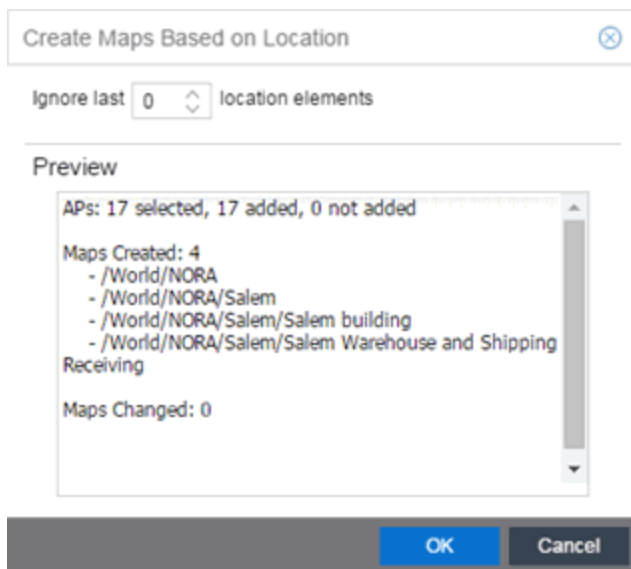 Create Maps Based on Location
Ignore last 0 location elements
Preview
APs: 17 selected, 17 added, 0 not added
Maps Created: 4
- /World/NORA
- /World/NORA/Salem
- /World/NORA/Salem/Salem building
- /World/NORA/Salem/Salem Warehouse and Shipping
Receiving
Maps Changed: 0
OK Cancel